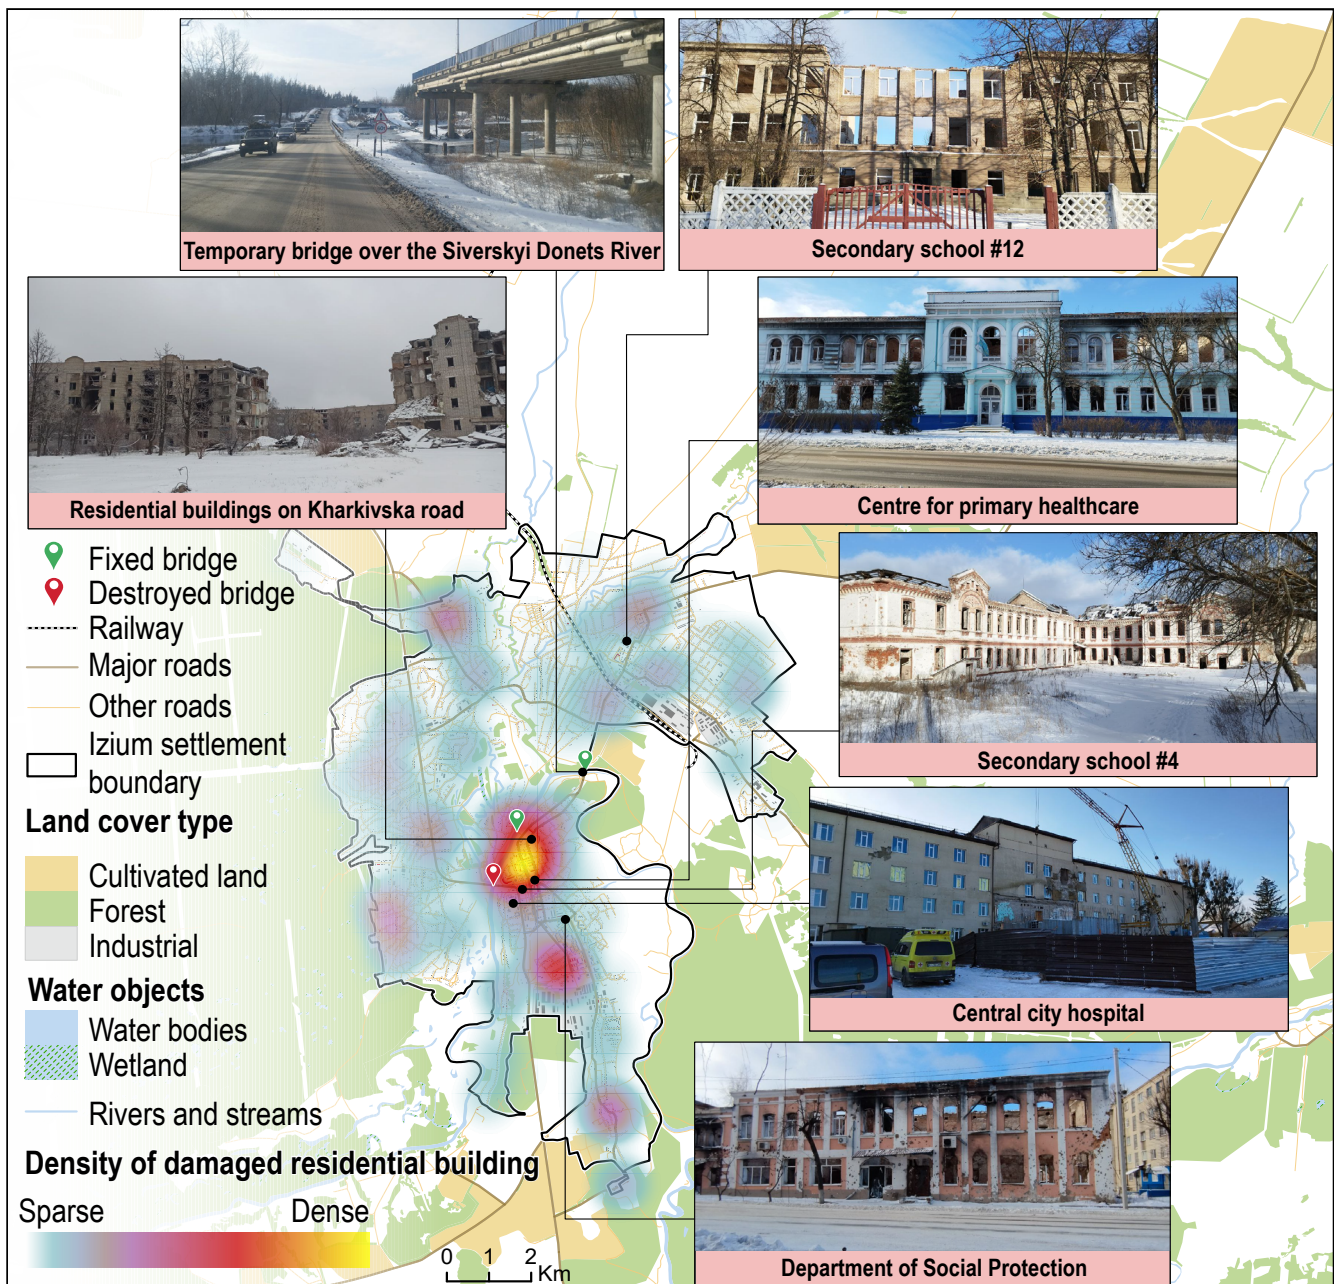 Temporary bridge over the Siverskyi Donets River
Secondary school #12
Residential buildings on Kharkivska road
Centre for primary healthcare
Secondary school #4
Central city hospital
Department of Social Protection
Fixed bridge
Destroyed bridge
Railway
Major roads
Other roads
Izium settlement
boundary
Land cover type
Cultivated land
Forest
Industrial
Water objects
Water bodies
Wetland
Rivers and streams
Density of damaged residential building
Sparse Dense
0 1 2
Km